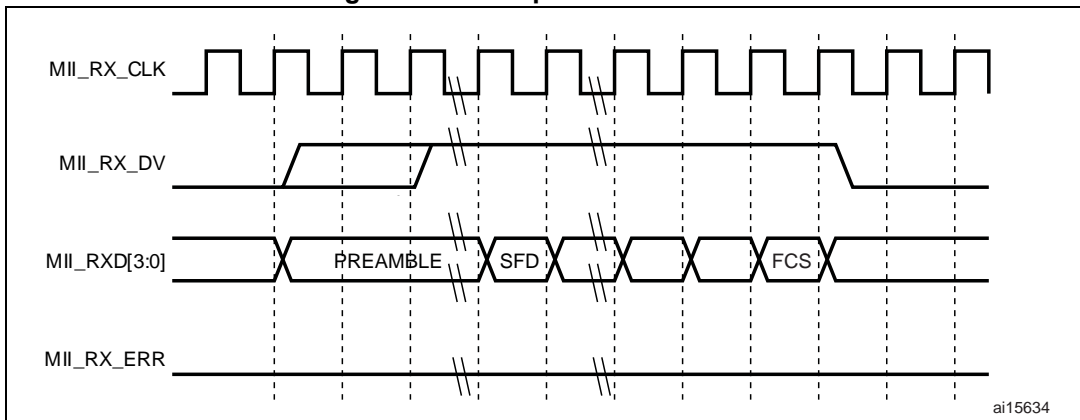 MII_RX_CLK
MII_RX_DV
MII_RXD[3:0]
PREAMBLE
SFD
FCS
MII_RX_ERR
ai15634